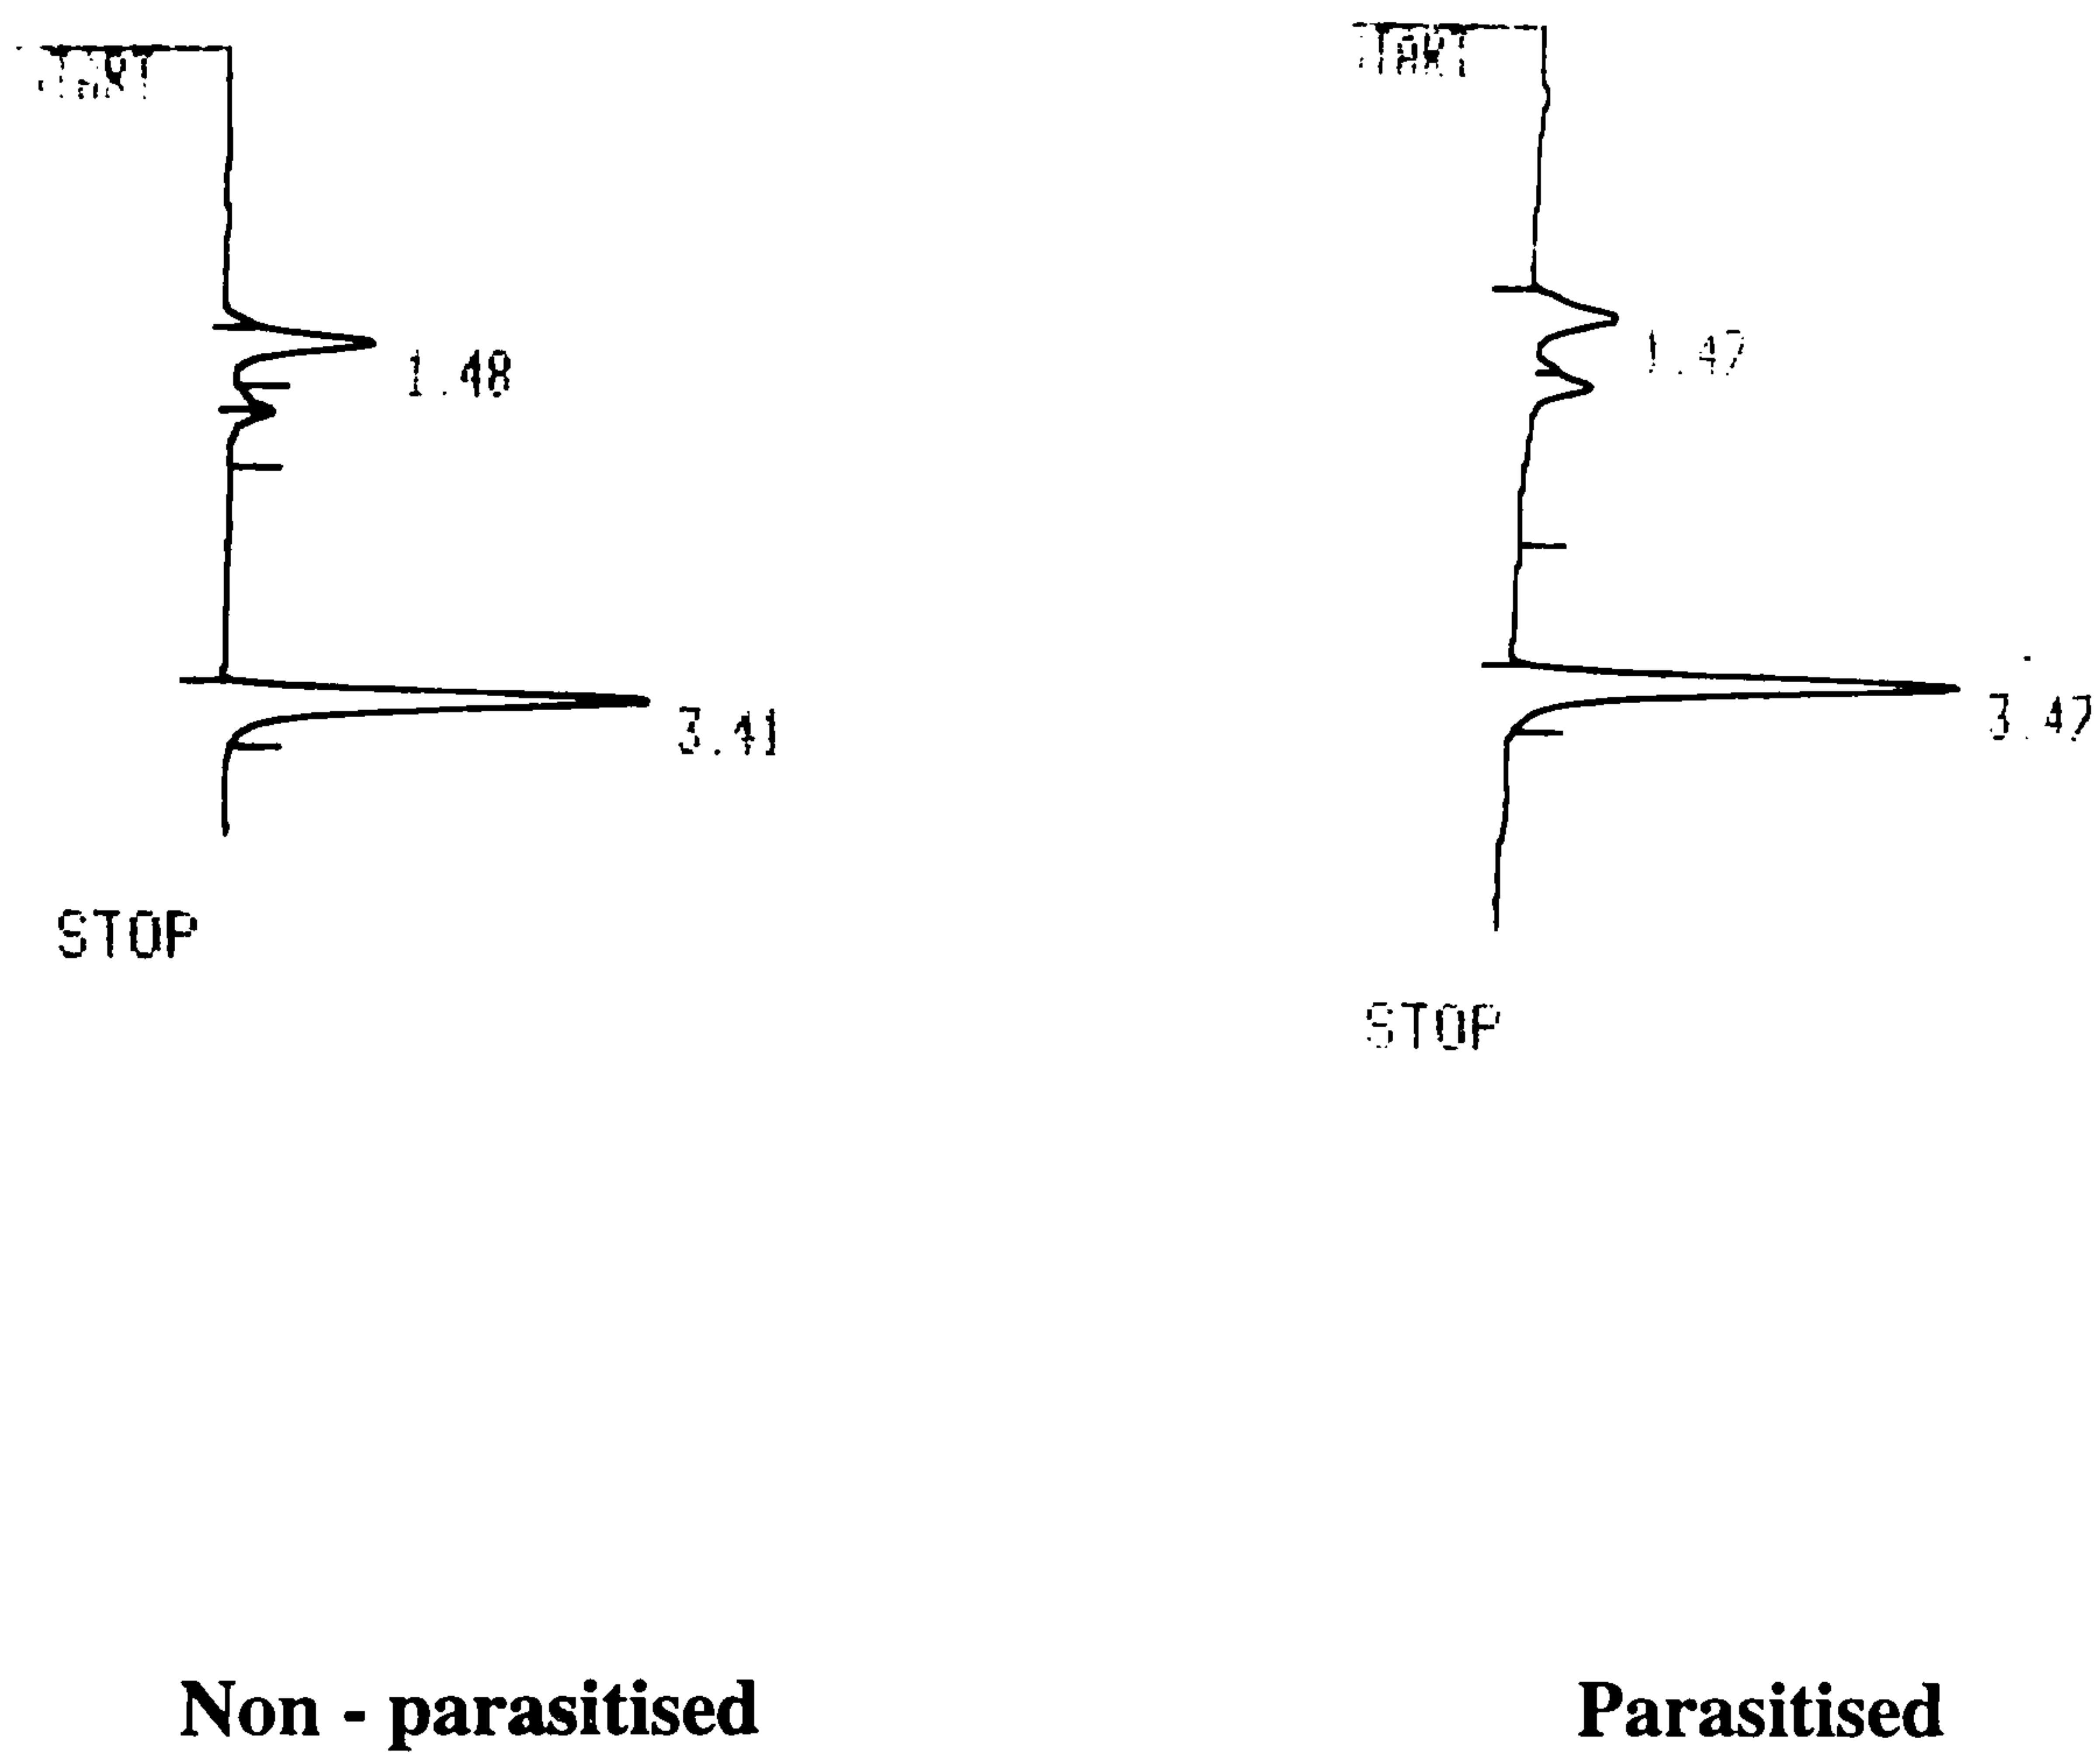 1.48
3.41
STOP
1.47
3.47
STOP
Non - parasitised
Parasitised